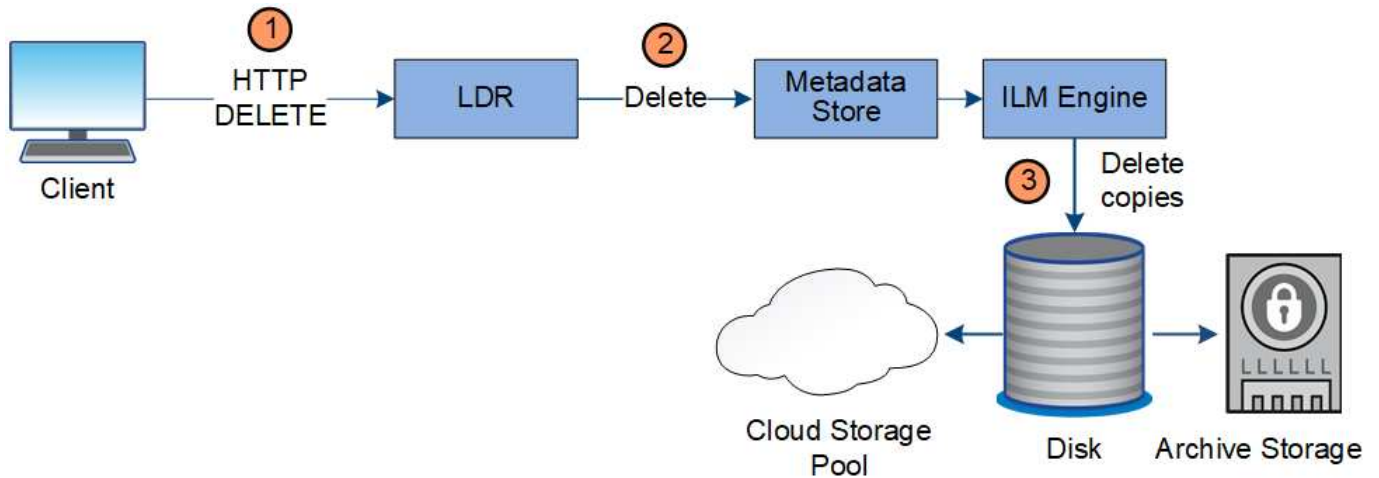 1
HTTP
DELETE
Client
LDR
2
Delete
Metadata
Store
ILM Engine
3
Delete
copies
Cloud Storage
Pool
Disk
LLLLLL
Archive Storage